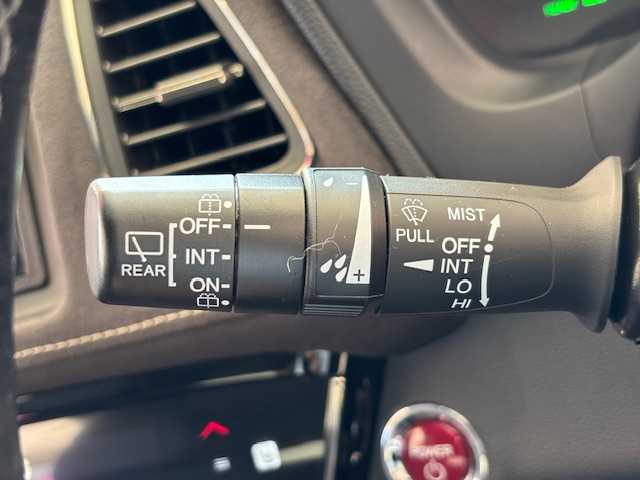 OFF
INT
ON
REAR
PULL
MIST
OFF
INT
LO
HI
POWER